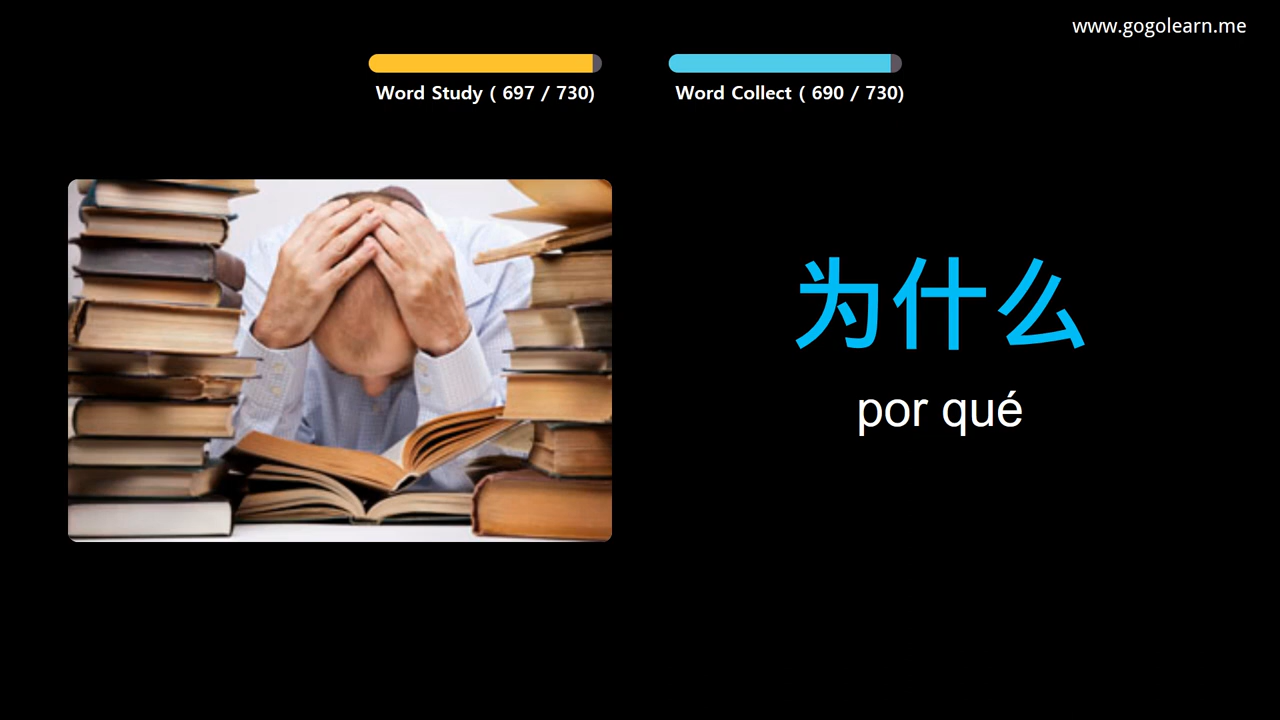 www.gogolearn.me
Word Study ( 697 / 730)
Word Collect ( 690 / 730)
为什么
por qué